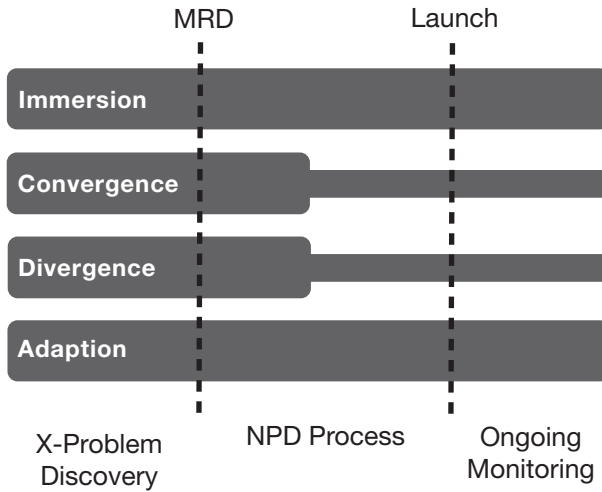 MRD
Launch
Immersion
Convergence
Divergence
Adaption
X-Problem
Discovery
NPD Process
Ongoing
Monitoring